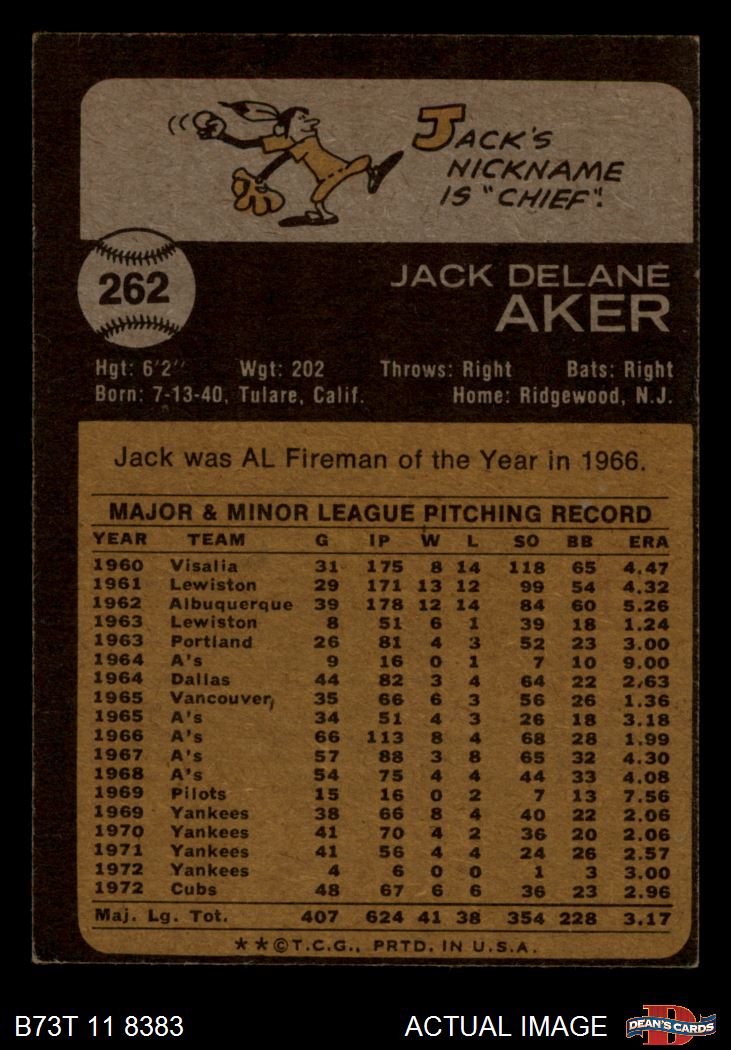 JACK'S
NICKNAME
IS "CHIEF".
262
JACK DELANE
AKER
Hgt: 6'2" Wgt: 202 Throws: Right Bats: Right
Born: 7-13-40, Tulare, Calif. Home: Ridgewood, N.J.
Jack was AL Fireman of the Year in 1966.
MAJOR & MINOR LEAGUE PITCHING RECORD
YEAR TEAM G IP W L SO BB ERA
1960 Visalia 31 175 8 14 118 65 4.47
1961 Lewiston 29 171 13 12 99 54 4.32
1962 Albuquerque 39 178 12 14 84 60 5.26
1963 Lewiston 8 51 6 1 39 18 1.24
1963 Portland 26 81 4 3 52 23 3.00
1964 A's 9 16 0 1 7 10 9.00
1964 Dallas 44 82 3 4 64 22 2.63
1965 Vancouver 35 66 6 3 56 26 1.36
1965 A's 34 51 4 3 26 18 3.18
1966 A's 66 113 8 4 68 28 1.99
1967 A's 57 88 3 8 65 32 4.30
1968 A's 54 75 4 4 44 33 4.08
1969 Pilots 15 16 0 2 7 13 7.56
1969 Yankees 38 66 8 4 40 22 2.06
1970 Yankees 41 70 4 2 36 20 2.06
1971 Yankees 41 56 4 4 24 26 2.57
1972 Yankees 4 6 0 0 1 3 3.00
1972 Cubs 48 67 6 6 36 23 2.96
Maj. Lg. Tot. 407 624 41 38 354 228 3.17
★★©T.C.G., PRTD. IN U.S.A.
B73T 11 8383 ACTUAL IMAGE DEAN'S CARDS